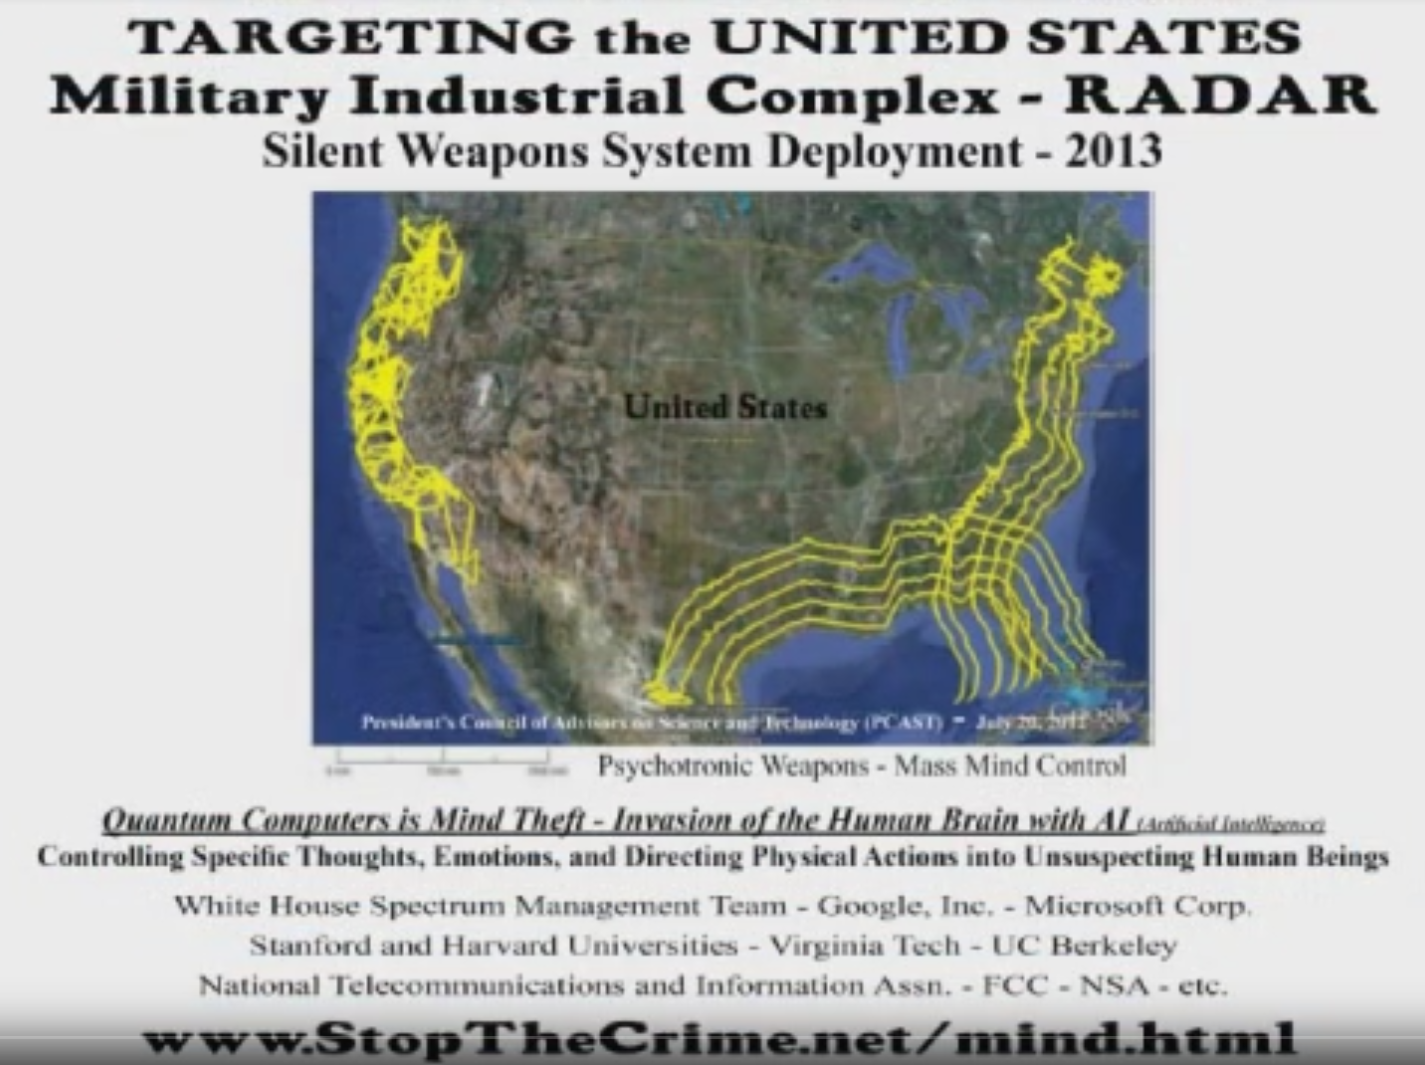 TARGETING the UNITED STATES
Military Industrial Complex - RADAR
Silent Weapons System Deployment - 2013
United States
President's Council of Advisors on Science and Technology (PCAST) - July 20, 2012
Psychotronic Weapons - Mass Mind Control
Quantum Computers is Mind Theft - Invasion of the Human Brain with AI (Artificial Intelligence)
Controlling Specific Thoughts, Emotions, and Directing Physical Actions into Unsuspecting Human Beings
White House Spectrum Management Team - Google, Inc. - Microsoft Corp.
Stanford and Harvard Universities - Virginia Tech - UC Berkeley
National Telecommunications and Information Assn. - FCC - NSA - etc.
www.StopTheCrime.net/mind.html